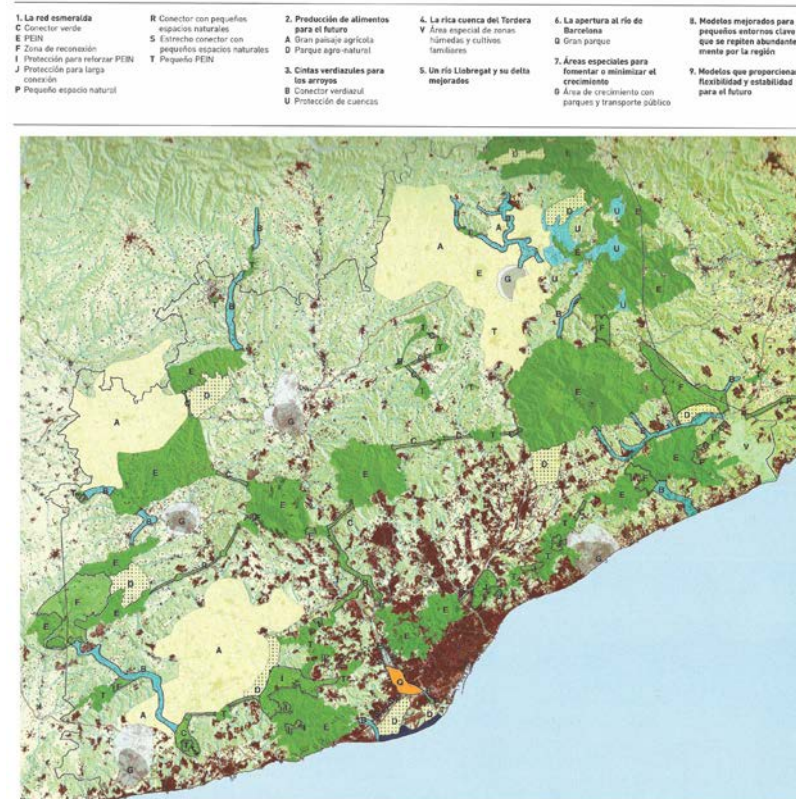 1. La red esmeralda
C Conector verde
E PEIN
F Zona de reconexión
I Protección para reforzar PEIN
J Protección para larga
conexión
P Pequeño espacio natural
R Conector con pequeños
espacios naturales
S Estrecho conector con
pequeños espacios naturales
T Pequeño PEIN
2. Producción de alimentos
para el futuro
A Gran paisaje agrícola
D Parque agro-natural
3. Cintas verdiazules para
los arroyos
B Conector verdiazul
U Protección de cuencas
4. La rica cuenca del Tordera
V Área especial de zonas
húmedas y cultivos
familiares
5. Un río Llobregat y su delta
mejorados
6. La apertura al río de
Barcelona
Q Gran parque
7. Áreas especiales para
fomentar o minimizar el
crecimiento
G Área de crecimiento con
parques y transporte público
8. Modelos mejorados para
pequeños entornos clave
que se repiten abundante
mente por la región
9. Modelos que proporcionan
flexibilidad y estabilidad
para el futuro